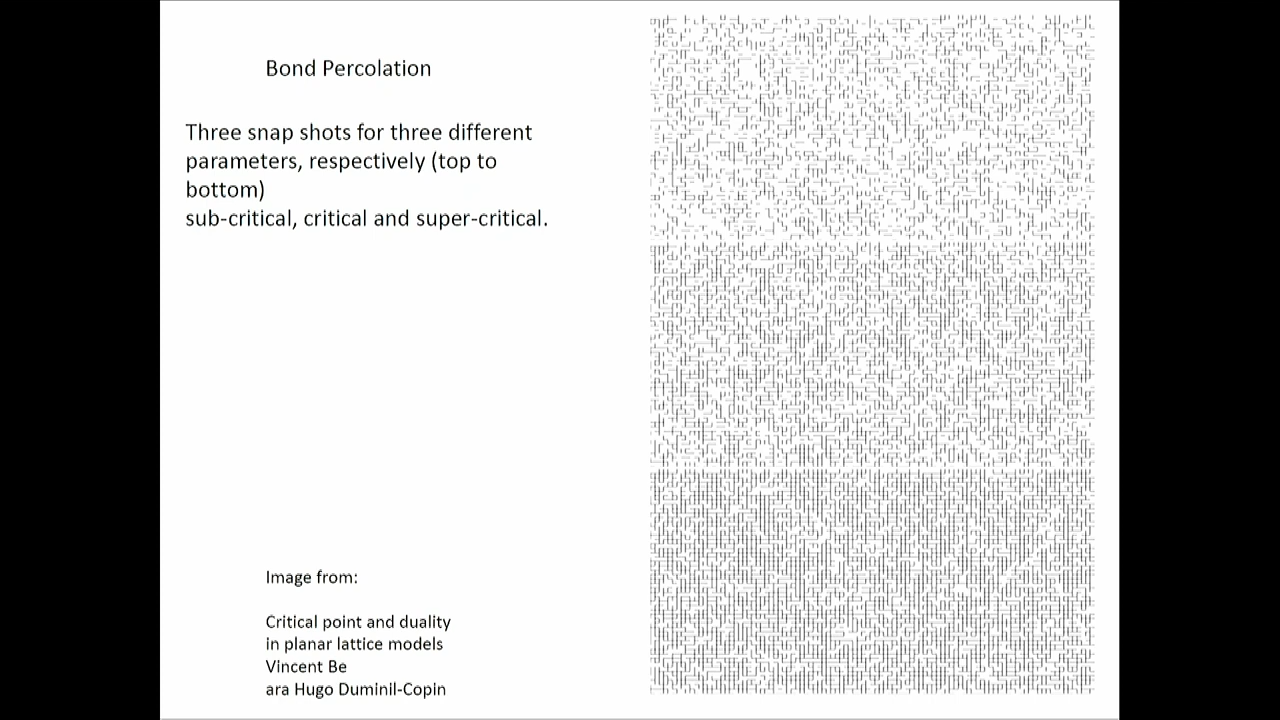 Bond Percolation
Three snap shots for three different
parameters, respectively (top to
bottom)
sub-critical, critical and super-critical.
Image from:
Critical point and duality
in planar lattice models
Vincent Be
ara Hugo Duminil-Copin